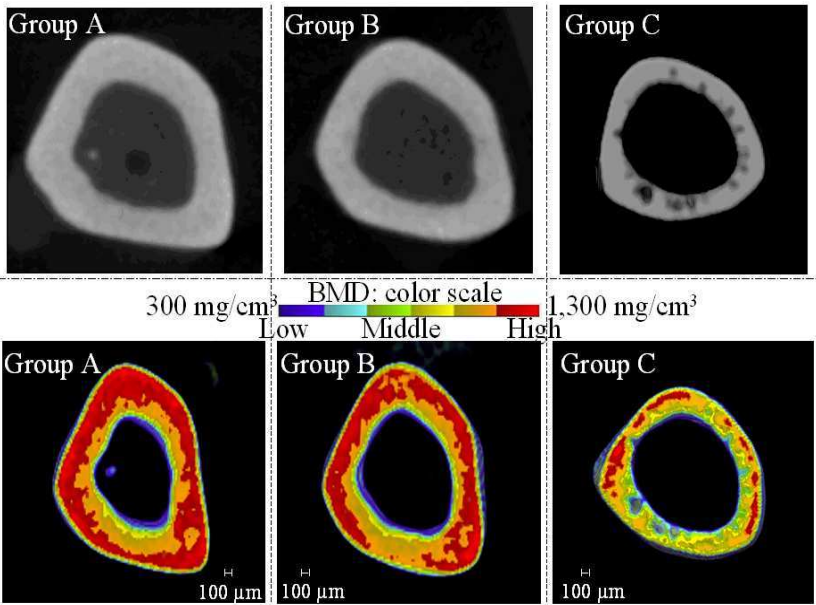 Group A
Group B
Group C
BMD: color scale
300 mg/cm³
1,300 mg/cm³
Low
Middle
High
Group A
Group B
Group C
100 μm
100 μm
100 μm